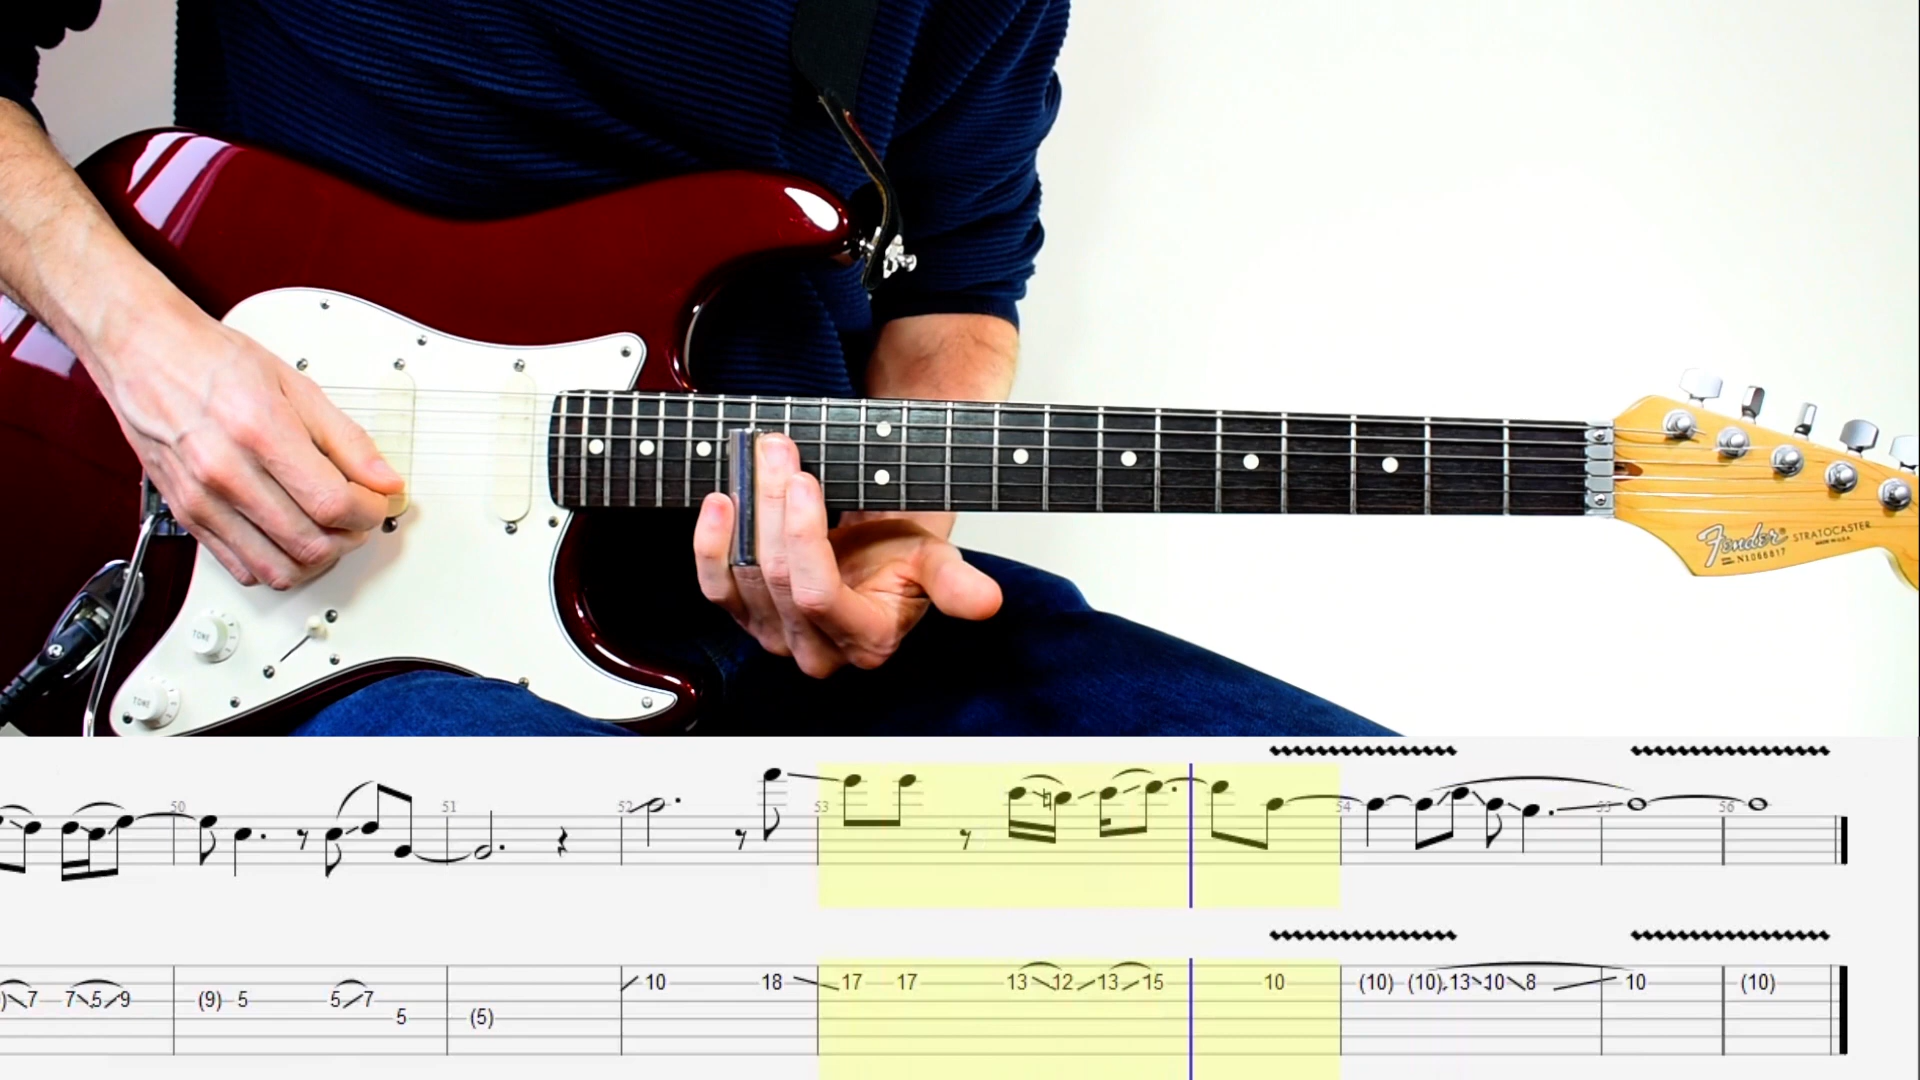 Fender® STRATOCASTER
N1066817
TONE
TONE
50 51 52 53 54 55 56
7 7 5 9 (9) 5 5 7 5 (5) 10 18 17 17 13 12 13 15 10 (10) (10) 13 10 8 10 (10)